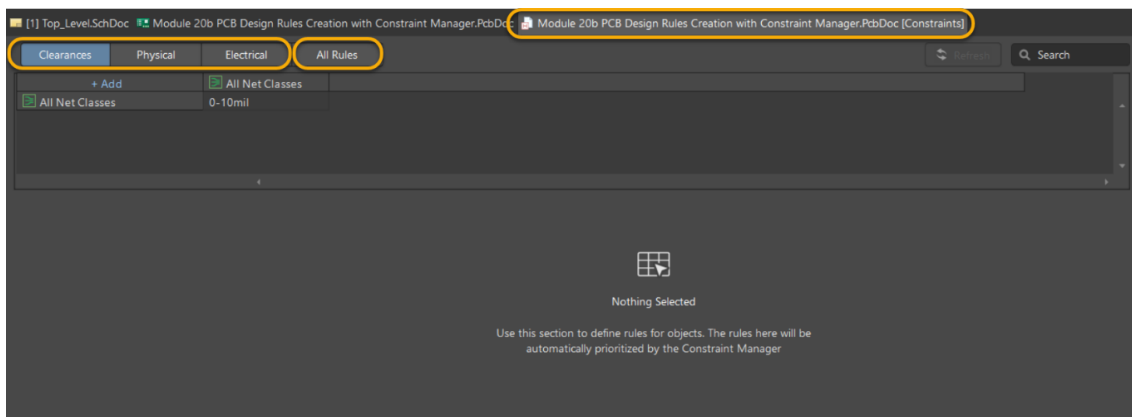 [1] Top_Level.SchDoc Module 20b PCB Design Rules Creation with Constraint Manager.PcbDoc Module 20b PCB Design Rules Creation with Constraint Manager.PcbDoc [Constraints]
Clearances Physical Electrical All Rules Refresh Search
+ Add All Net Classes
All Net Classes 0-10mil
Nothing Selected
Use this section to define rules for objects. The rules here will be
automatically prioritized by the Constraint Manager